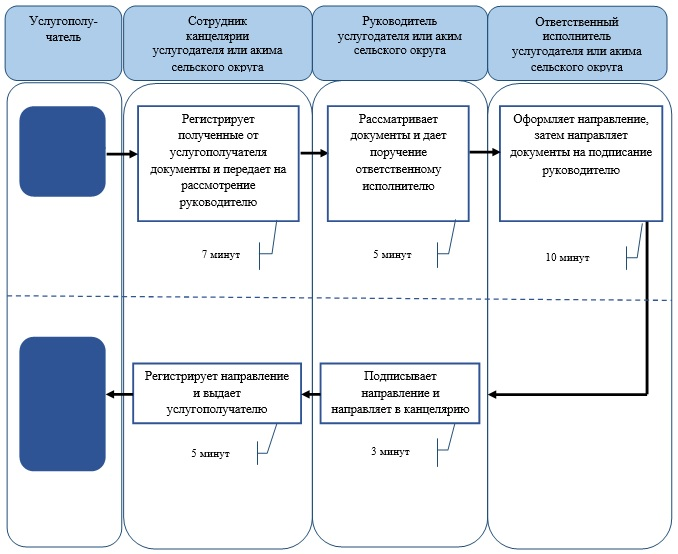 Услугополу-
чатель
Сотрудник
канцелярии
услугодателя или акима
сельского округа
Руководитель
услугодателя или аким
сельского округа
Ответственный
исполнитель
услугодателя или акима
сельского округа
Регистрирует
полученные от
услугополучателя
документы и передает на
рассмотрение
руководителю
Рассматривает
документы и дает
поручение
ответственному
исполнителю
Оформляет направление,
затем направляет
документы на подписание
руководителю
7 минут
5 минут
10 минут
Регистрирует направление
и выдает
услугополучателю
Подписывает
направление и
направляет в канцелярию
5 минут
3 минут